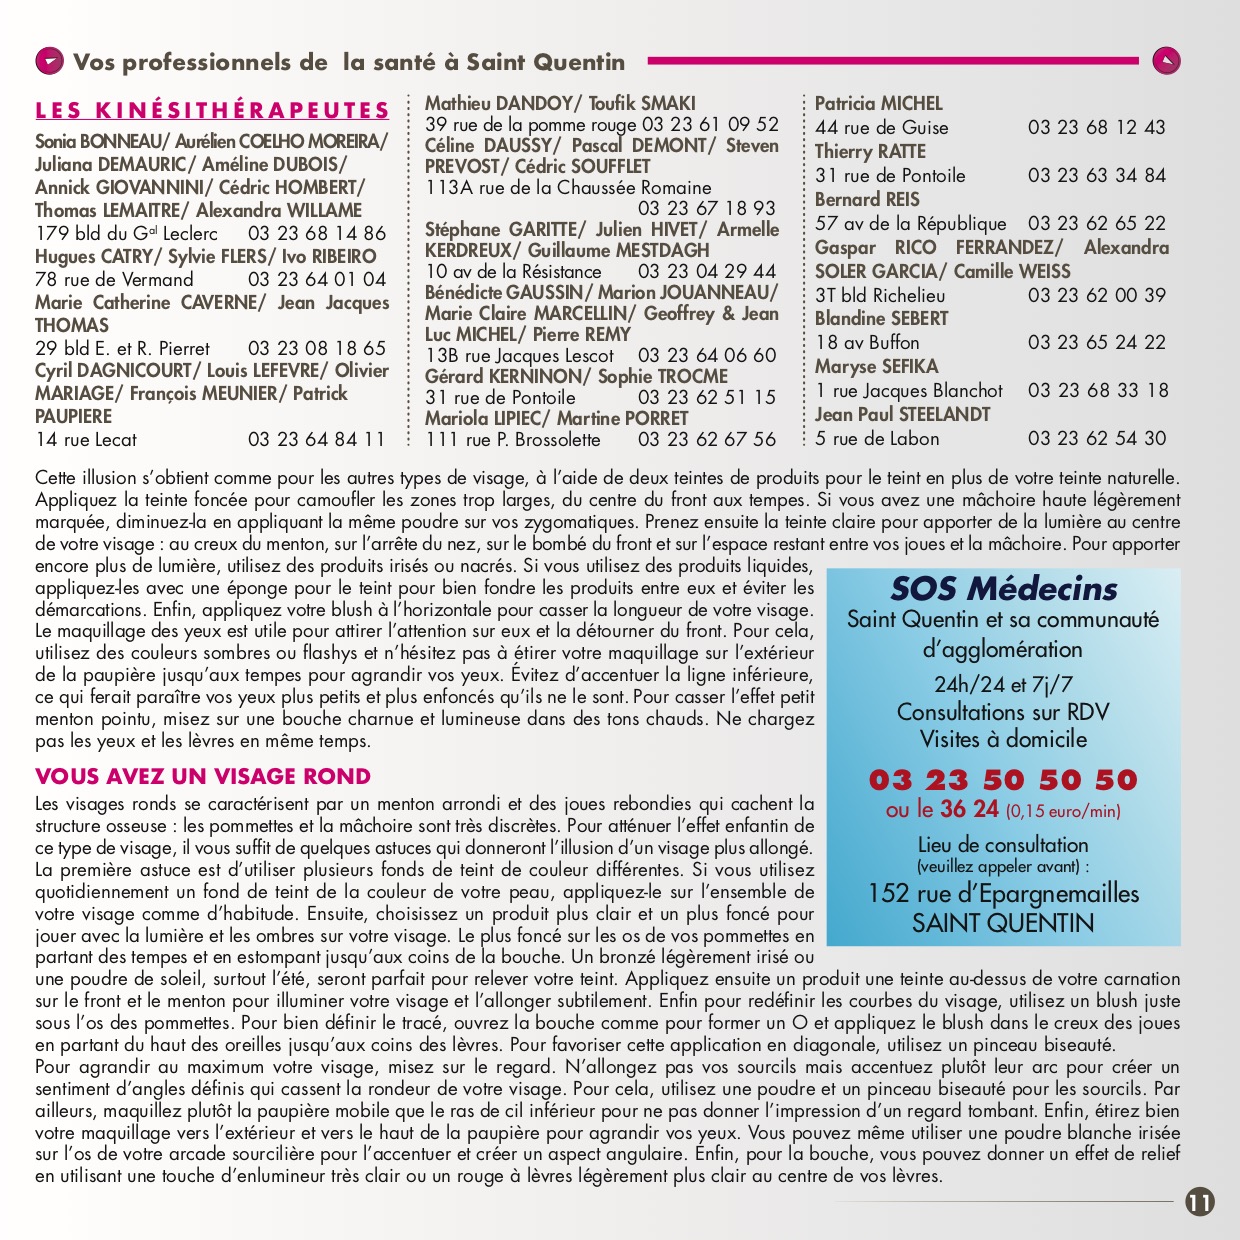 Vos professionnels de la santé à Saint Quentin
LES KINÉSITHÉRAPEUTES
Sonia BONNEAU/ Aurélien COELHO MOREIRA/
Juliana DEMAURIC/ Améline DUBOIS/
Annick GIOVANNINI/ Cédric HOMBERT/
Thomas LEMAITRE/ Alexandra WILLAME
179 bld du Gal Leclerc 03 23 68 14 86
Hugues CATRY/ Sylvie FLERS/ Ivo RIBEIRO
78 rue de Vermand 03 23 64 01 04
Marie Catherine CAVERNE/ Jean Jacques
THOMAS
29 bld E. et R. Pierret 03 23 08 18 65
Cyril DAGNICOURT/ Louis LEFEVRE/ Olivier
MARIAGE/ François MEUNIER/ Patrick
PAUPIERE
14 rue Lecat 03 23 64 84 11
Mathieu DANDOY/ Toufik SMAKI
39 rue de la pomme rouge 03 23 61 09 52
Céline DAUSSY/ Pascal DEMONT/ Steven
PREVOST/ Cédric SOUFFLET
113A rue de la Chaussée Romaine
03 23 67 18 93
Stéphane GARITTE/ Julien HIVET/ Armelle
KERDREUX/ Guillaume MESTDAGH
10 av de la Résistance 03 23 04 29 44
Bénédicte GAUSSIN/ Marion JOUANNEAU/
Marie Claire MARCELLIN/ Geoffrey & Jean
Luc MICHEL/ Pierre REMY
13B rue Jacques Lescot 03 23 64 06 60
Gérard KERNINON/ Sophie TROCME
31 rue de Pontoile 03 23 62 51 15
Mariola LIPIEC/ Martine PORRET
111 rue P. Brossolette 03 23 62 67 56
Patricia MICHEL
44 rue de Guise 03 23 68 12 43
Thierry RATTE
31 rue de Pontoile 03 23 63 34 84
Bernard REIS
57 av de la République 03 23 62 65 22
Gaspar RICO FERRANDEZ/ Alexandra
SOLER GARCIA/ Camille WEISS
3T bld Richelieu 03 23 62 00 39
Blandine SEBERT
18 av Buffon 03 23 65 24 22
Maryse SEFIKA
1 rue Jacques Blanchot 03 23 68 33 18
Jean Paul STEELANDT
5 rue de Labon 03 23 62 54 30
Cette illusion s'obtient comme pour les autres types de visage, à l'aide de deux teintes de produits pour le teint en plus de votre teinte naturelle.
Appliquez la teinte foncée pour camoufler les zones trop larges, du centre du front aux tempes. Si vous avez une mâchoire haute légèrement
marquée, diminuez-la en appliquant la même poudre sur vos zygomatiques. Prenez ensuite la teinte claire pour apporter de la lumière au centre
de votre visage : au creux du menton, sur l'arrête du nez, sur le bombé du front et sur l'espace restant entre vos joues et la mâchoire. Pour apporter
encore plus de lumière, utilisez des produits irisés ou nacrés. Si vous utilisez des produits liquides,
appliquez-les avec une éponge pour le teint pour bien fondre les produits entre eux et éviter les
démarcations. Enfin, appliquez votre blush à l'horizontale pour casser la longueur de votre visage.
Le maquillage des yeux est utile pour attirer l'attention sur eux et la détourner du front. Pour cela,
utilisez des couleurs sombres ou flashys et n'hésitez pas à étirer votre maquillage sur l'extérieur
de la paupière jusqu'aux tempes pour agrandir vos yeux. Évitez d'accentuer la ligne inférieure,
ce qui ferait paraître vos yeux plus petits et plus enfoncés qu'ils ne le sont. Pour casser l'effet petit
menton pointu, misez sur une bouche charnue et lumineuse dans des tons chauds. Ne chargez
pas les yeux et les lèvres en même temps.
SOS Médecins
Saint Quentin et sa communauté
d'agglomération
24h/24 et 7j/7
Consultations sur RDV
Visites à domicile
03 23 50 50 50
ou le 36 24 (0,15 euro/min)
Lieu de consultation
(veuillez appeler avant) :
152 rue d'Epargnemailles
SAINT QUENTIN
VOUS AVEZ UN VISAGE ROND
Les visages ronds se caractérisent par un menton arrondi et des joues rebondies qui cachent la
structure osseuse : les pommettes et la mâchoire sont très discrètes. Pour atténuer l'effet enfantin de
ce type de visage, il vous suffit de quelques astuces qui donneront l'illusion d'un visage plus allongé.
La première astuce est d'utiliser plusieurs fonds de teint de couleur différentes. Si vous utilisez
quotidiennement un fond de teint de la couleur de votre peau, appliquez-le sur l'ensemble de
votre visage comme d'habitude. Ensuite, choisissez un produit plus clair et un plus foncé pour
jouer avec la lumière et les ombres sur votre visage. Le plus foncé sur les os de vos pommettes en
partant des tempes et en estompant jusqu'aux coins de la bouche. Un bronzé légèrement irisé ou
une poudre de soleil, surtout l'été, seront parfait pour relever votre teint. Appliquez ensuite un produit une teinte au-dessus de votre carnation
sur le front et le menton pour illuminer votre visage et l'allonger subtilement. Enfin pour redéfinir les courbes du visage, utilisez un blush juste
sous l'os des pommettes. Pour bien définir le tracé, ouvrez la bouche comme pour former un O et appliquez le blush dans le creux des joues
en partant du haut des oreilles jusqu'aux coins des lèvres. Pour favoriser cette application en diagonale, utilisez un pinceau biseauté.
Pour agrandir au maximum votre visage, misez sur le regard. N'allongez pas vos sourcils mais accentuez plutôt leur arc pour créer un
sentiment d'angles définis qui cassent la rondeur de votre visage. Pour cela, utilisez une poudre et un pinceau biseauté pour les sourcils. Par
ailleurs, maquillez plutôt la paupière mobile que le ras de cil inférieur pour ne pas donner l'impression d'un regard tombant. Enfin, étirez bien
votre maquillage vers l'extérieur et vers le haut de la paupière pour agrandir vos yeux. Vous pouvez même utiliser une poudre blanche irisée
sur l'os de votre arcade sourcilière pour l'accentuer et créer un aspect angulaire. Enfin, pour la bouche, vous pouvez donner un effet de relief
en utilisant une touche d'enlumineur très clair ou un rouge à lèvres légèrement plus clair au centre de vos lèvres.
11